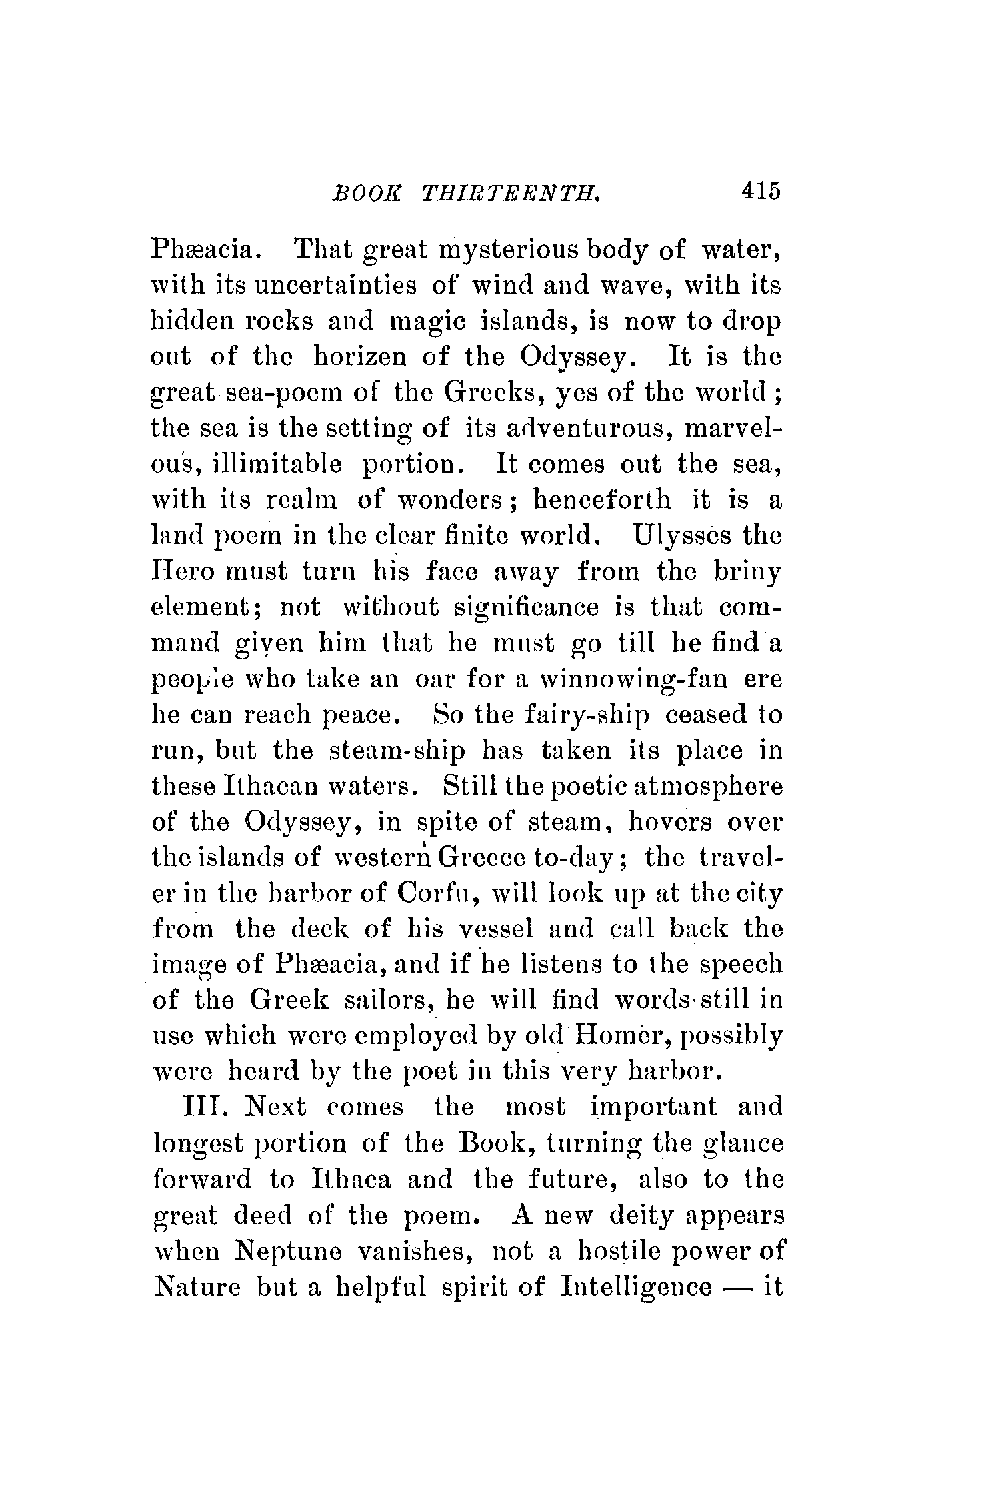 BOOK THIRTEENTH. 415
Phæacia. That great mysterious body of water,
with its uncertainties of wind and wave, with its
hidden rocks and magic islands, is now to drop
out of the horizen of the Odyssey. It is the
great sea-poem of the Greeks, yes of the world;
the sea is the setting of its adventurous, marvel-
ous, illimitable portion. It comes out the sea,
with its realm of wonders; henceforth it is a
land poem in the clear finite world. Ulysses the
Hero must turn his face away from the briny
element; not without significance is that com-
mand given him that he must go till he find a
people who take an oar for a winnowing-fan ere
he can reach peace. So the fairy-ship ceased to
run, but the steam-ship has taken its place in
these Ithacan waters. Still the poetic atmosphere
of the Odyssey, in spite of steam, hovers over
the islands of western Greece to-day; the travel-
er in the harbor of Corfu, will look up at the city
from the deck of his vessel and call back the
image of Phæacia, and if he listens to the speech
of the Greek sailors, he will find words still in
use which were employed by old Homer, possibly
were heard by the poet in this very harbor.
III. Next comes the most important and
longest portion of the Book, turning the glance
forward to Ithaca and the future, also to the
great deed of the poem. A new deity appears
when Neptune vanishes, not a hostile power of
Nature but a helpful spirit of Intelligence — it